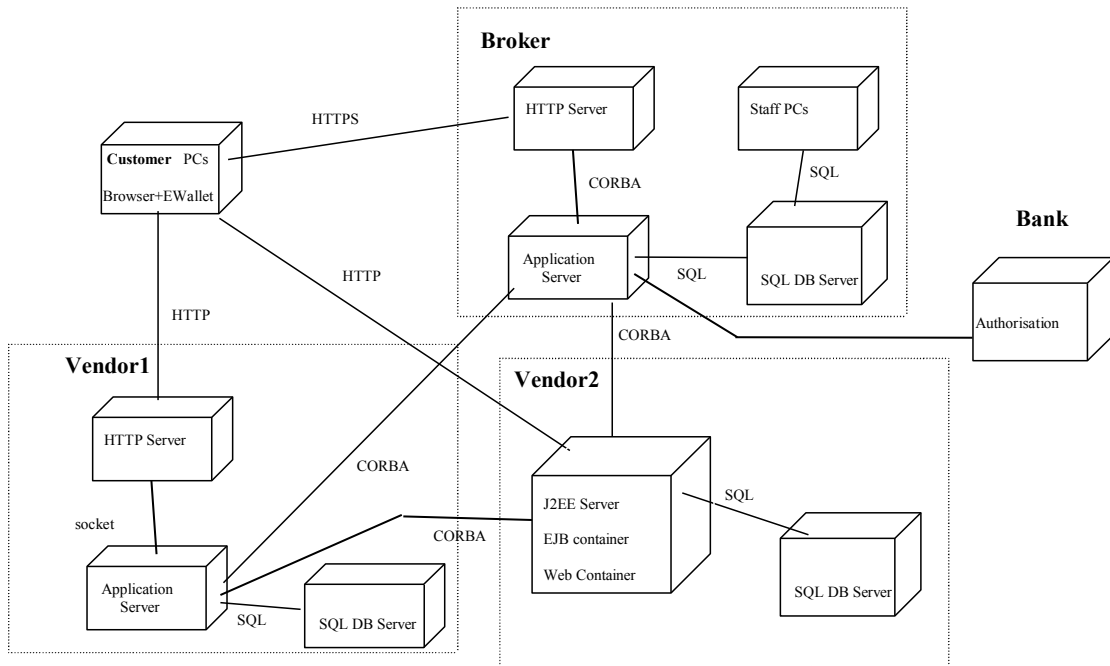 Broker
HTTP Server
Staff PCs
HTTPS
Customer PCs
Browser+EWallet
CORBA
SQL
Bank
Application
Server
SQL
SQL DB Server
HTTP
Authorisation
HTTP
CORBA
Vendor1
Vendor2
HTTP Server
CORBA
J2EE Server
EJB container
Web Container
SQL
socket
CORBA
Application
Server
SQL
SQL DB Server
SQL DB Server